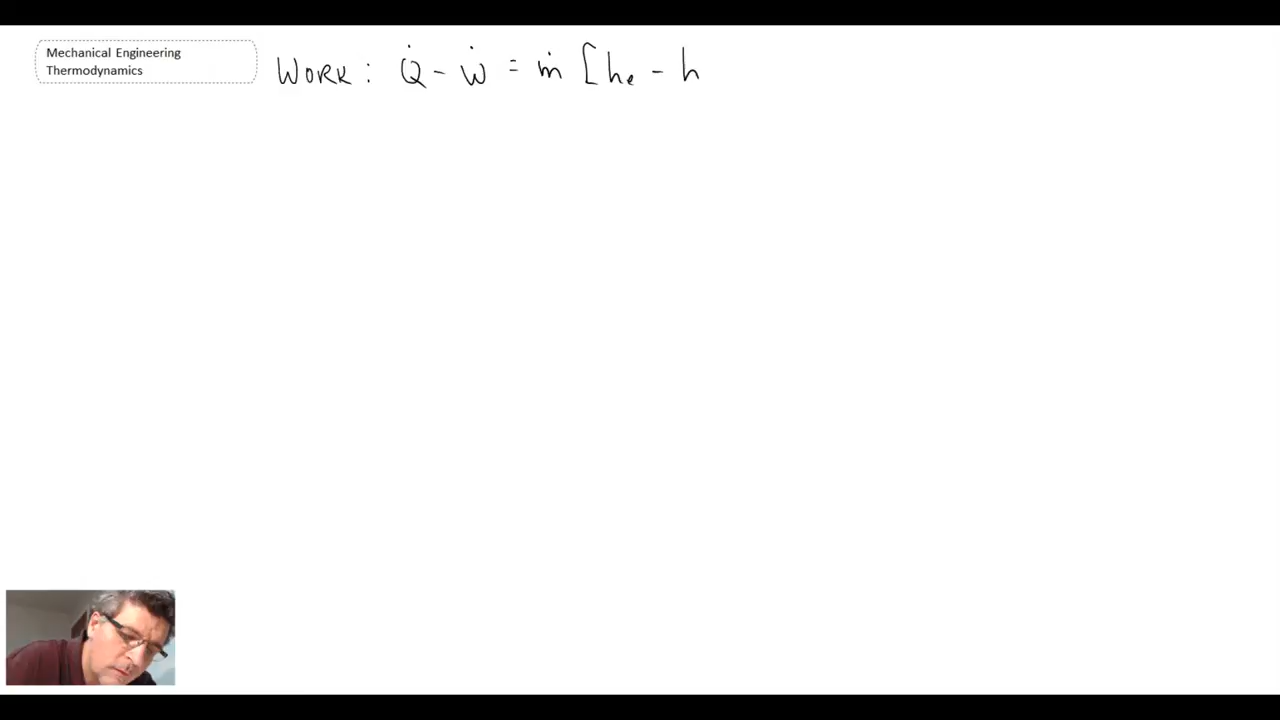 Mechanical Engineering
Thermodynamics
WORK : Q̇ - Ẇ = ṁ [ hₑ - h